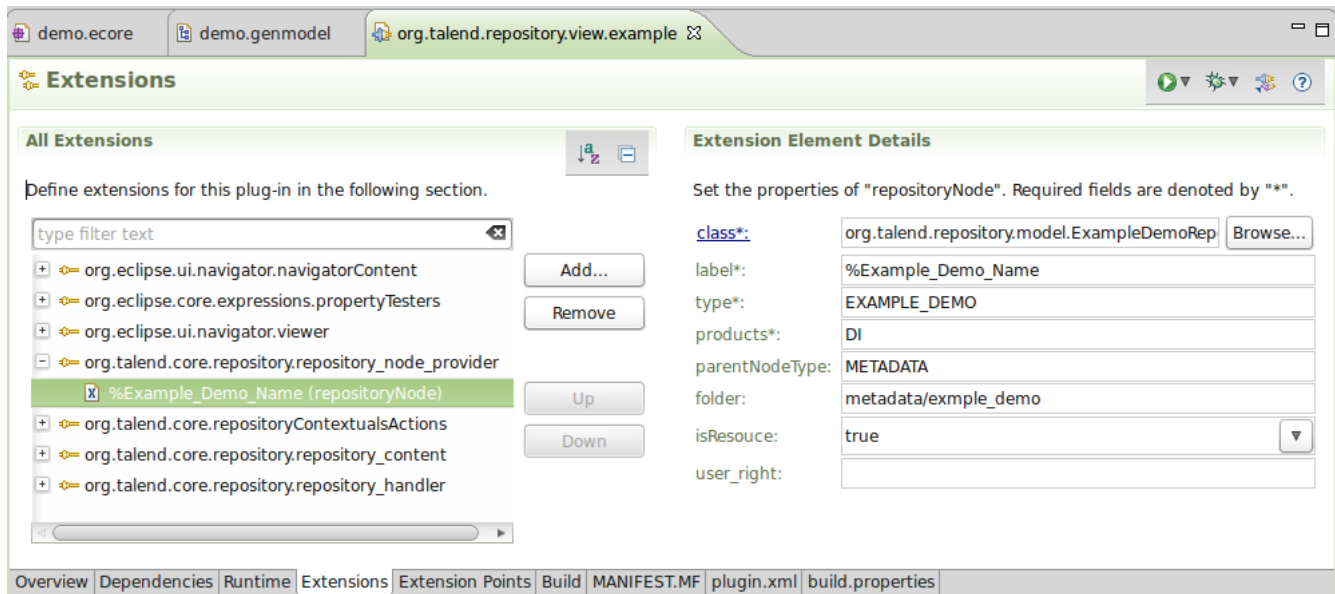 demo.ecore demo.genmodel org.talend.repository.view.example
Extensions
All Extensions
Define extensions for this plug-in in the following section.
type filter text
org.eclipse.ui.navigator.navigatorContent
org.eclipse.core.expressions.propertyTesters
org.eclipse.ui.navigator.viewer
org.talend.core.repository.repository_node_provider
%Example_Demo_Name (repositoryNode)
org.talend.core.repositoryContextualsActions
org.talend.core.repository.repository_content
org.talend.core.repository.repository_handler
Add...
Remove
Up
Down
Extension Element Details
Set the properties of "repositoryNode". Required fields are denoted by "*".
class*: org.talend.repository.model.ExampleDemoRep Browse...
label*: %Example_Demo_Name
type*: EXAMPLE_DEMO
products*: DI
parentNodeType: METADATA
folder: metadata/exmple_demo
isResouce: true
user_right:
Overview Dependencies Runtime Extensions Extension Points Build MANIFEST.MF plugin.xml build.properties